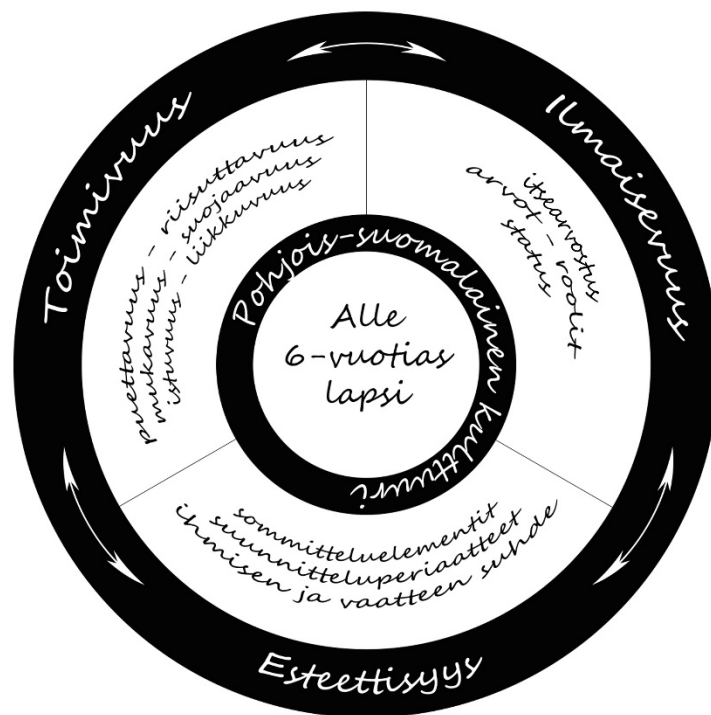 Toimivuus
Ilmaisevuus
Esteettisyys
puettavuus - riisuttavuus
mukavuus - suojaavuus
istuvuus - liikkuvuus
itsearvostus
arvot - roolit
status
sommitteluelementit
suunnitteluperiaatteet
ihmisen ja vaatteen suhde
Pohjois-suomalainen kulttuuri
Alle
6-vuotias
lapsi